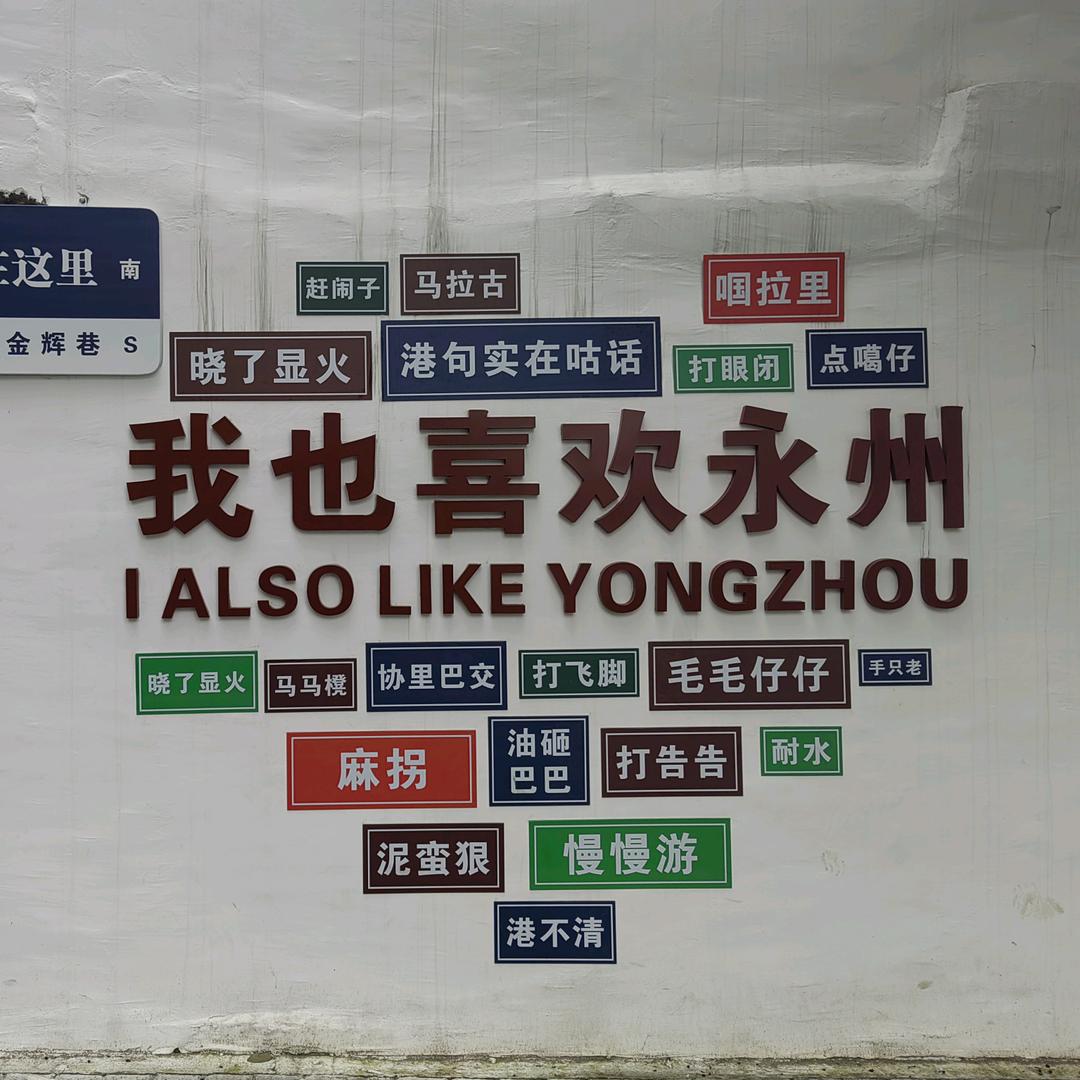 这里 南
金辉巷 S
赶闹子
马拉古
啯拉里
晓了显火
港句实在咕话
打眼闭
点噶仔
我也喜欢永州
I ALSO LIKE YONGZHOU
晓了显火
马马櫈
协里巴交
打飞脚
毛毛仔仔
手只老
麻拐
油砸
巴巴
打告告
耐水
泥蛮狠
慢慢游
港不清